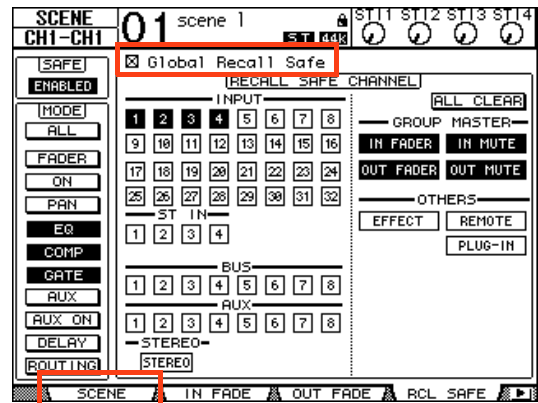 SCENE
CH1-CH1
01 scene 1
ST 44K
ST1 ST2 ST3 ST4
SAFE
ENABLED
MODE
ALL
FADER
ON
PAN
EQ
COMP
GATE
AUX
AUX ON
DELAY
ROUTING
Global Recall Safe
RECALL SAFE CHANNEL
INPUT
1 2 3 4 5 6 7 8
9 10 11 12 13 14 15 16
17 18 19 20 21 22 23 24
25 26 27 28 29 30 31 32
ST IN
1 2 3 4
BUS
1 2 3 4 5 6 7 8
AUX
1 2 3 4 5 6 7 8
STEREO
STEREO
ALL CLEAR
GROUP MASTER
IN FADER IN MUTE
OUT FADER OUT MUTE
OTHERS
EFFECT REMOTE
PLUG-IN
SCENE IN FADE OUT FADE RCL SAFE